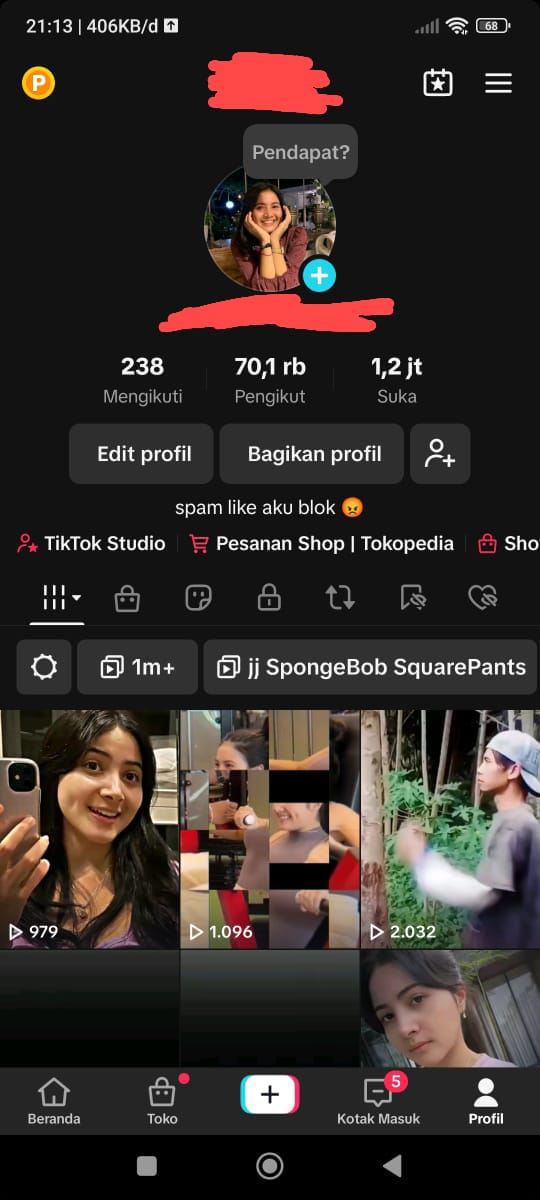 21:13 | 406KB/d
68
P
Pendapat?
238
Mengikuti
70,1 rb
Pengikut
1,2 jt
Suka
Edit profil
Bagikan profil
spam like aku blok 😡
TikTok Studio
Pesanan Shop | Tokopedia
Sho
1m+
jj SpongeBob SquarePants
979
1.096
2.032
Beranda
Toko
5
Kotak Masuk
Profil